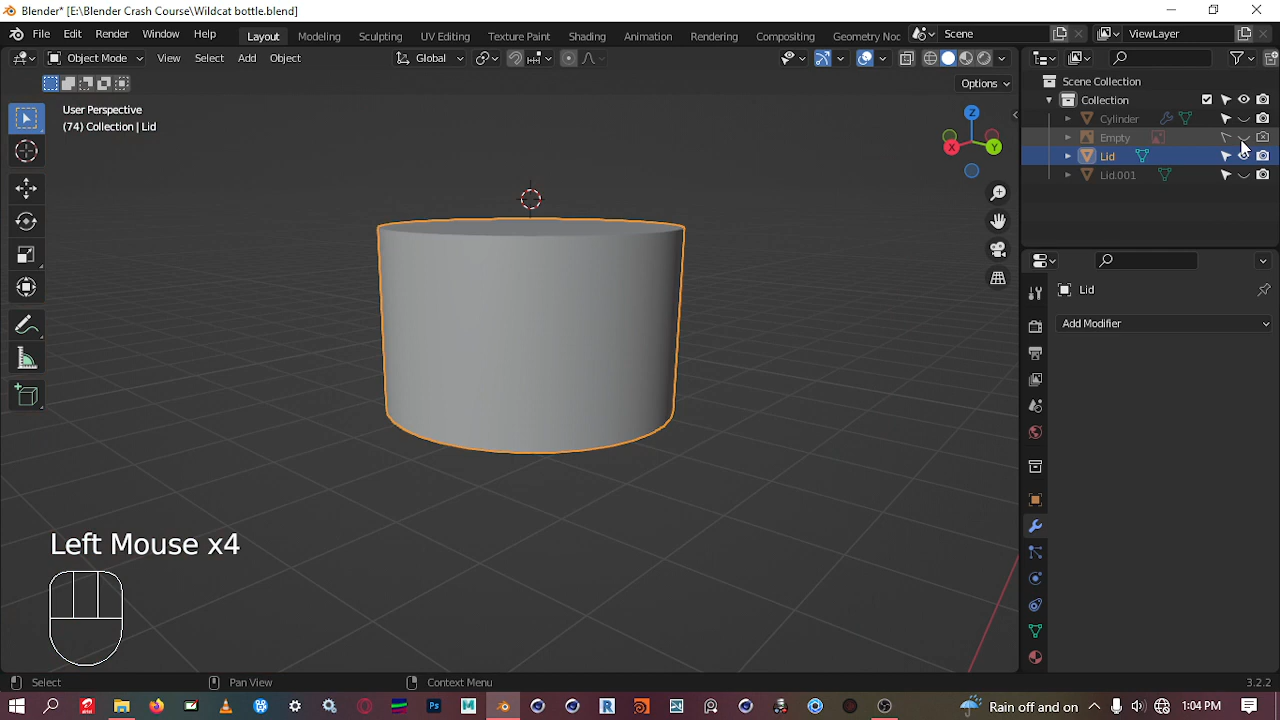 Blender* [E:\Blender Crash Course\Wildcat bottle.blend]
File Edit Render Window Help Layout Modeling Sculpting UV Editing Texture Paint Shading Animation Rendering Compositing Geometry Noc Scene ViewLayer
Object Mode View Select Add Object Global
Options
User Perspective
(74) Collection | Lid
Z
X
Y
Scene Collection
Collection
Cylinder
Empty
Lid
Lid.001
Lid
Add Modifier
Left Mouse x4
Select Pan View Context Menu 3.2.2
Rain off and on 1:04 PM